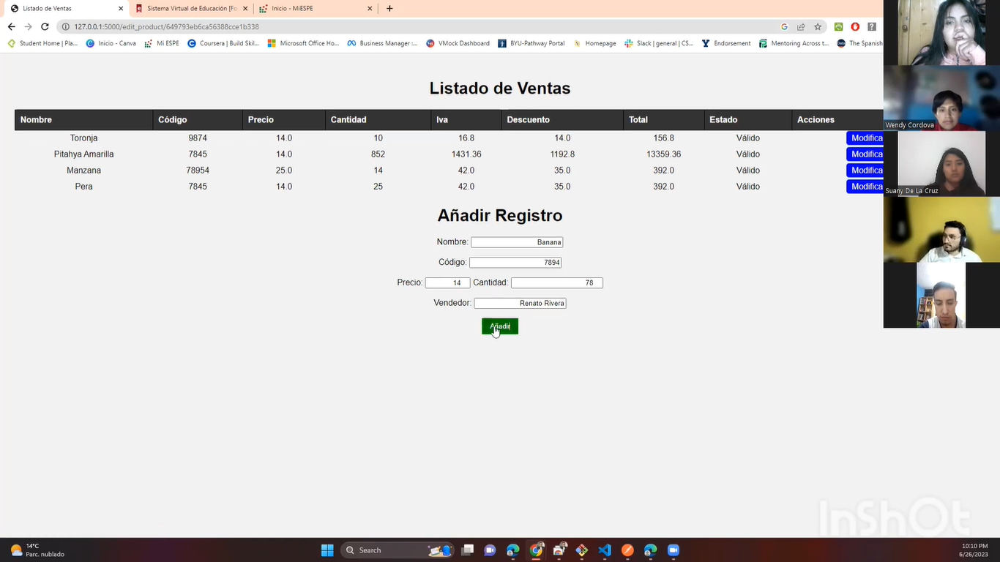 Listado de Ventas
Sistema Virtual de Educación [Fo
Inicio - MiESPE
127.0.0.1:5000/edit_product/649793eb6ca56388cce1b338
Student Home | Pla...
Inicio - Canva
Mi ESPE
Coursera | Build Skil...
Microsoft Office Ho...
Business Manager :...
VMock Dashboard
BYU-Pathway Portal
Homepage
Slack | general | CS...
Endorsement
Mentoring Across t...
The Spanish
Listado de Ventas
Nombre Código Precio Cantidad Iva Descuento Total Estado Acciones
Toronja 9874 14.0 10 16.8 14.0 156.8 Válido Modifica
Pitahya Amarilla 7845 14.0 852 1431.36 1192.8 13359.36 Válido Modifica
Manzana 78954 25.0 14 42.0 35.0 392.0 Válido Modifica
Pera 7845 14.0 25 42.0 35.0 392.0 Válido Modifica
Añadir Registro
Nombre: Banana
Código: 7894
Precio: 14 Cantidad: 78
Vendedor: Renato Rivera
Añadir
Wendy Cordova
Suany De La Cruz
InShOt
14°C
Parc. nublado
Search
10:10 PM
6/26/2023